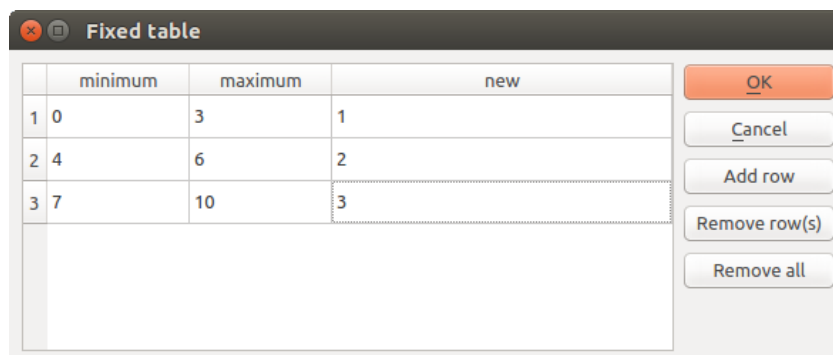 Fixed table
minimum maximum new
1 0 3 1
2 4 6 2
3 7 10 3
OK
Cancel
Add row
Remove row(s)
Remove all